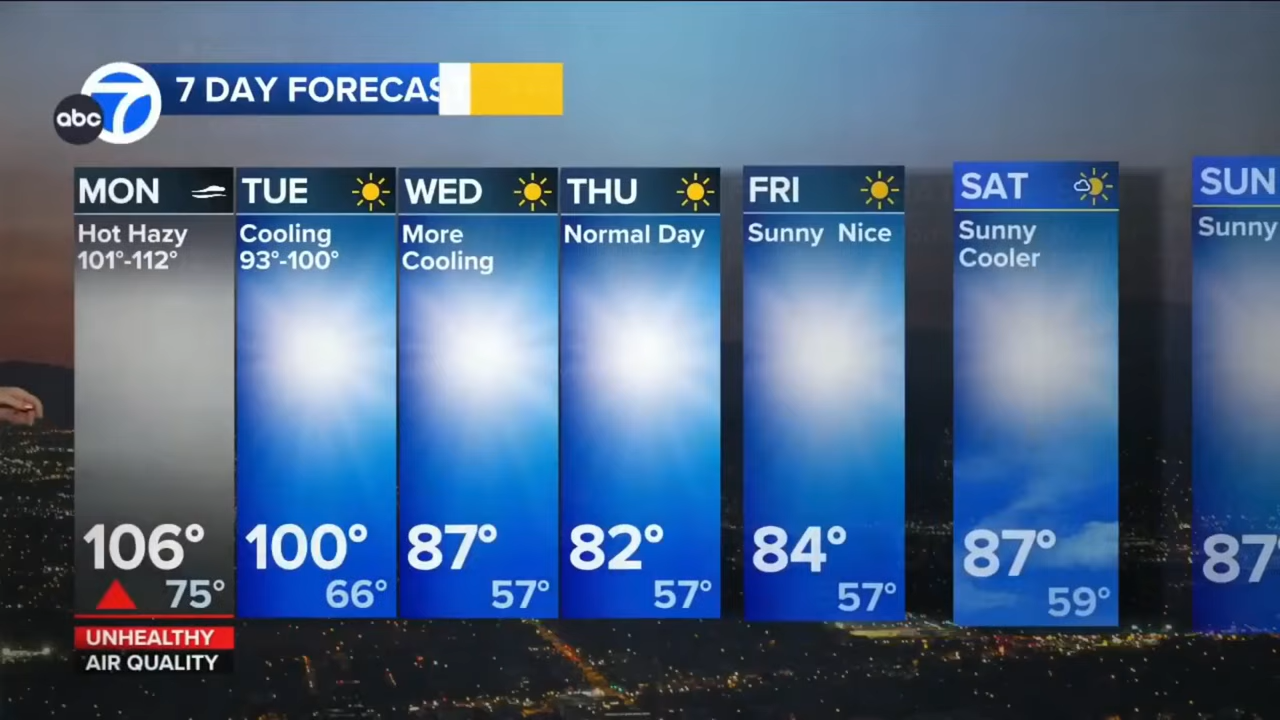 abc 7
7 DAY FORECAS
MON
Hot Hazy
101°-112°
106°
75°
UNHEALTHY
AIR QUALITY
TUE
Cooling
93°-100°
100°
66°
WED
More
Cooling
87°
57°
THU
Normal Day
82°
57°
FRI
Sunny Nice
84°
57°
SAT
Sunny
Cooler
87°
59°
SUN
Sunny
87°